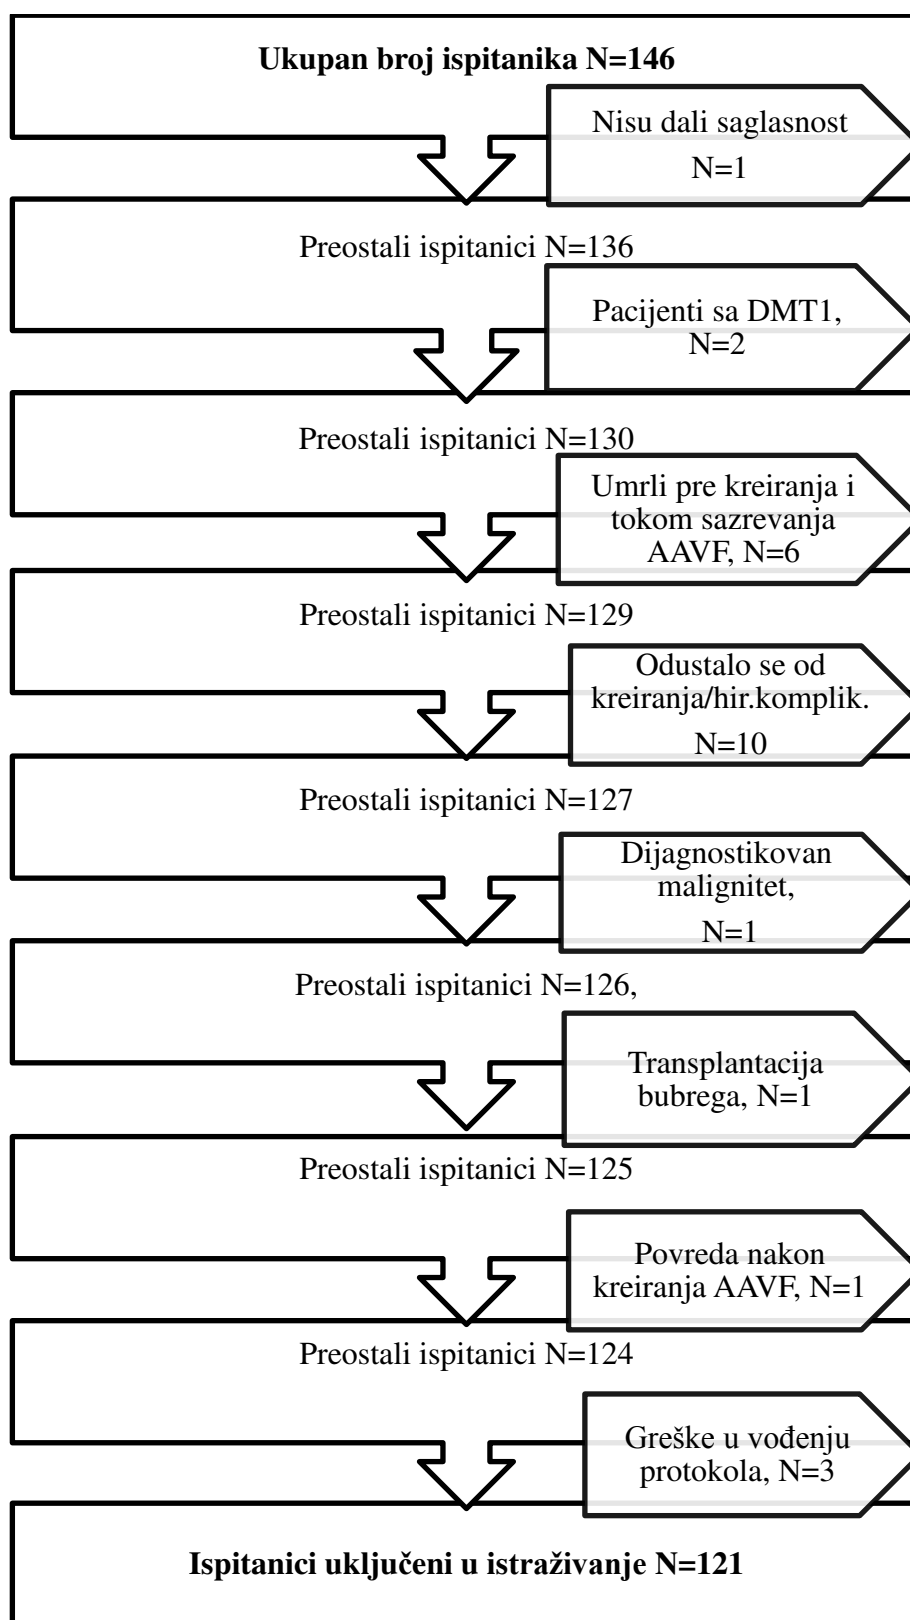 Ukupan broj ispitanika N=146
Nisu dali saglasnost
N=1
Preostali ispitanici N=136
Pacijenti sa DMT1,
N=2
Preostali ispitanici N=130
Umrli pre kreiranja i
tokom sazrevanja
AAVF, N=6
Preostali ispitanici N=129
Odustalo se od
kreiranja/hir.komplik.
N=10
Preostali ispitanici N=127
Dijagnostikovan
malignitet,
N=1
Preostali ispitanici N=126,
Transplantacija
bubrega, N=1
Preostali ispitanici N=125
Povreda nakon
kreiranja AAVF, N=1
Preostali ispitanici N=124
Greške u vođenju
protokola, N=3
Ispitanici uključeni u istraživanje N=121